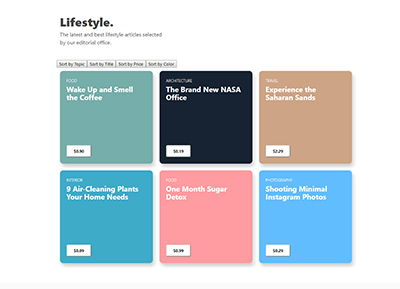 Lifestyle.
The latest and best lifestyle articles selected
by our editorial office.
Sort by Topic Sort by Title Sort by Price Sort by Color
FOOD
Wake Up and Smell
the Coffee
$0.90
ARCHITECTURE
The Brand New NASA
Office
$0.19
TRAVEL
Experience the
Saharan Sands
$2.29
INTERIOR
9 Air-Cleaning Plants
Your Home Needs
FOOD
One Month Sugar
Detox
$0.99
PHOTOGRAPHY
Shooting Minimal
Instagram Photos
$0.29